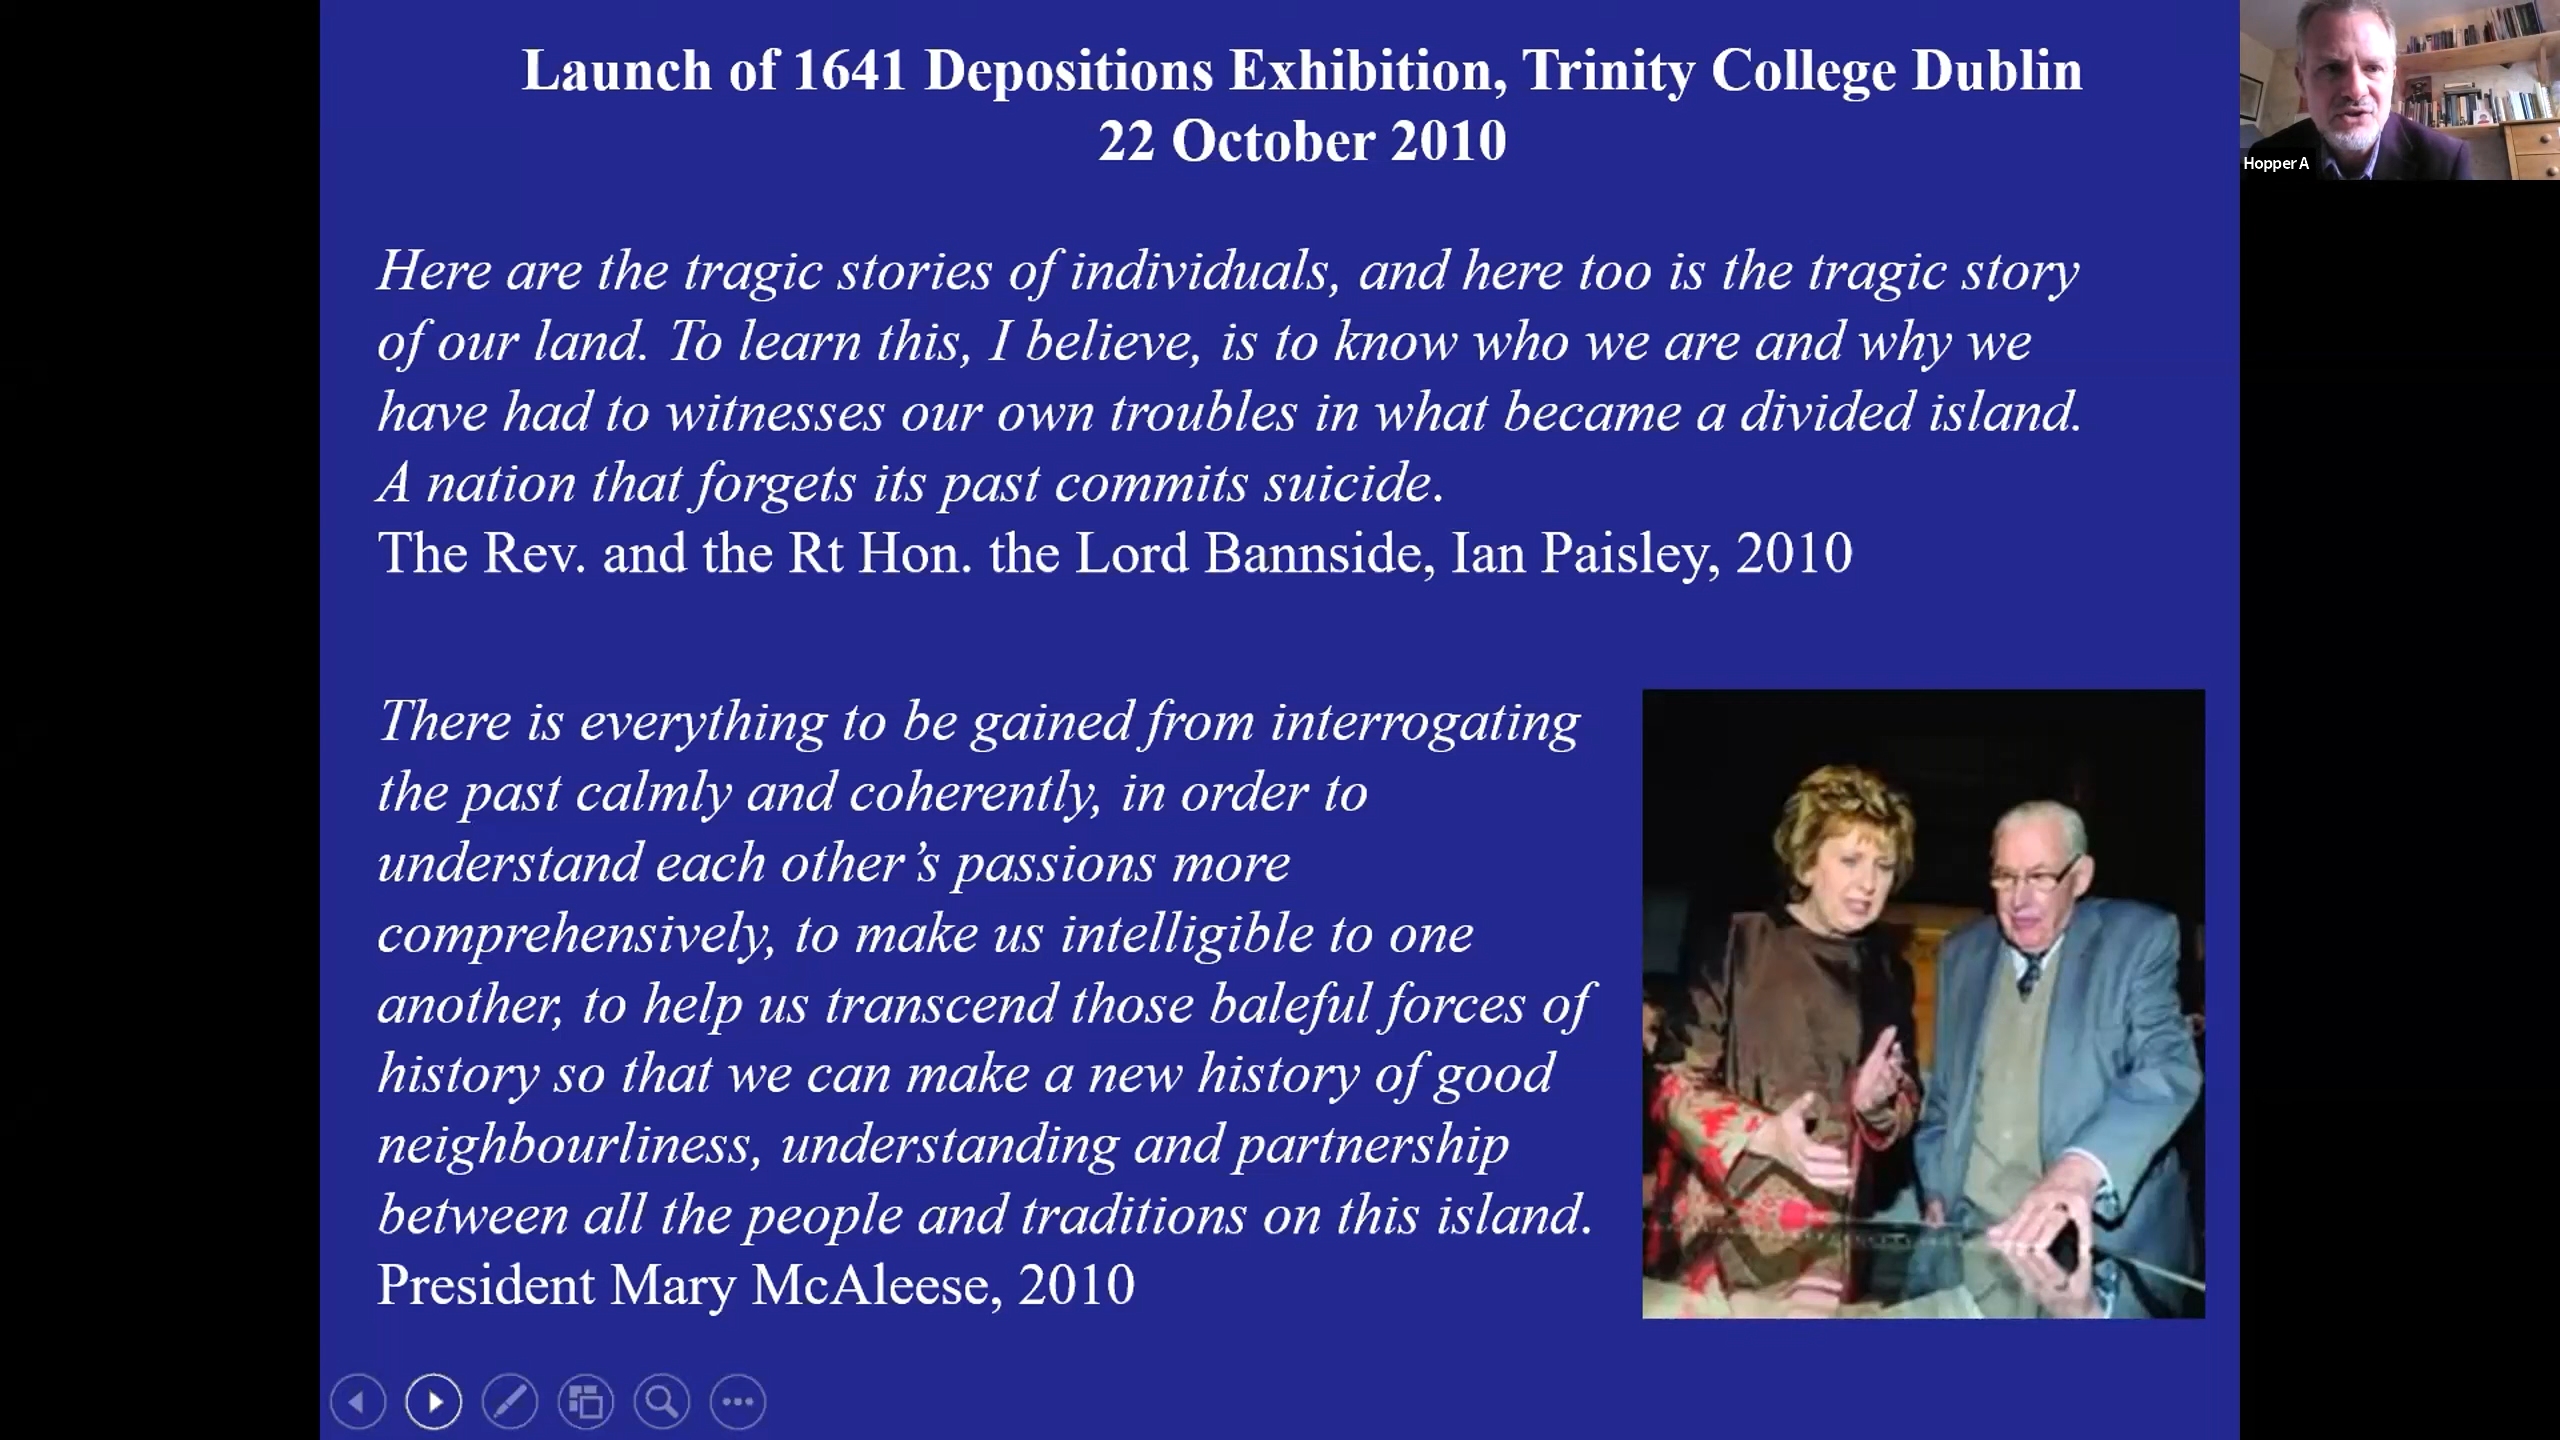 Launch of 1641 Depositions Exhibition, Trinity College Dublin
22 October 2010
Hopper A
Here are the tragic stories of individuals, and here too is the tragic story
of our land. To learn this, I believe, is to know who we are and why we
have had to witnesses our own troubles in what became a divided island.
A nation that forgets its past commits suicide.
The Rev. and the Rt Hon. the Lord Bannside, Ian Paisley, 2010
There is everything to be gained from interrogating
the past calmly and coherently, in order to
understand each other’s passions more
comprehensively, to make us intelligible to one
another, to help us transcend those baleful forces of
history so that we can make a new history of good
neighbourliness, understanding and partnership
between all the people and traditions on this island.
President Mary McAleese, 2010